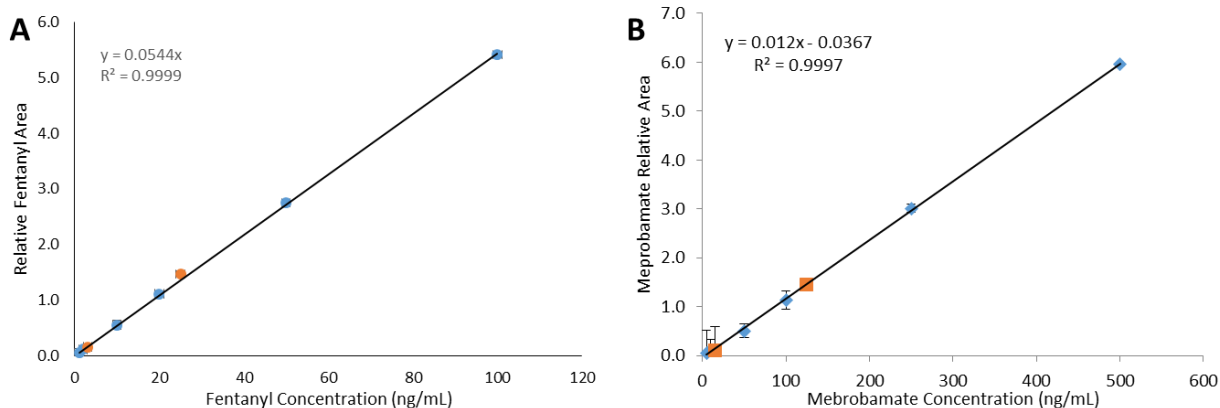 A
y = 0.0544x
R² = 0.9999
Relative Fentanyl Area
6.0
5.0
4.0
3.0
2.0
1.0
0.0
0
20
40
60
80
100
120
Fentanyl Concentration (ng/mL)
B
y = 0.012x - 0.0367
R² = 0.9997
Meprobamate Relative Area
7.0
6.0
5.0
4.0
3.0
2.0
1.0
0.0
0
100
200
300
400
500
600
Mebrobamate Concentration (ng/mL)